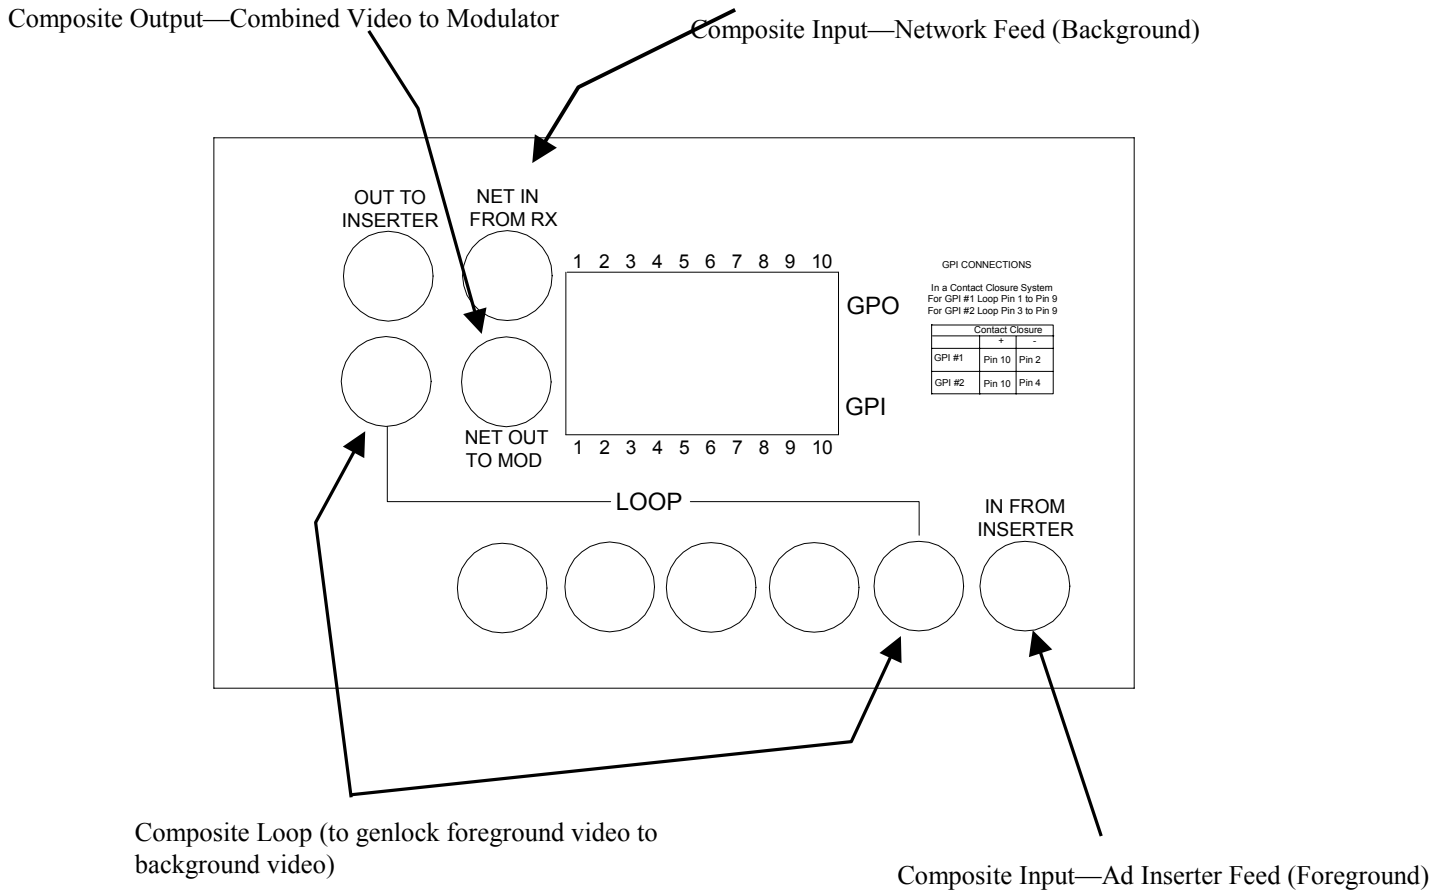 Composite Output—Combined Video to Modulator
Composite Input—Network Feed (Background)
OUT TO
INSERTER
NET IN
FROM RX
1 2 3 4 5 6 7 8 9 10
GPO
GPI
1 2 3 4 5 6 7 8 9 10
NET OUT
TO MOD
GPI CONNECTIONS
In a Contact Closure System
For GPI #1 Loop Pin 1 to Pin 9
For GPI #2 Loop Pin 3 to Pin 9
Contact Closure
+ -
GPI #1 Pin 10 Pin 2
GPI #2 Pin 10 Pin 4
LOOP
IN FROM
INSERTER
Composite Loop (to genlock foreground video to
background video)
Composite Input—Ad Inserter Feed (Foreground)